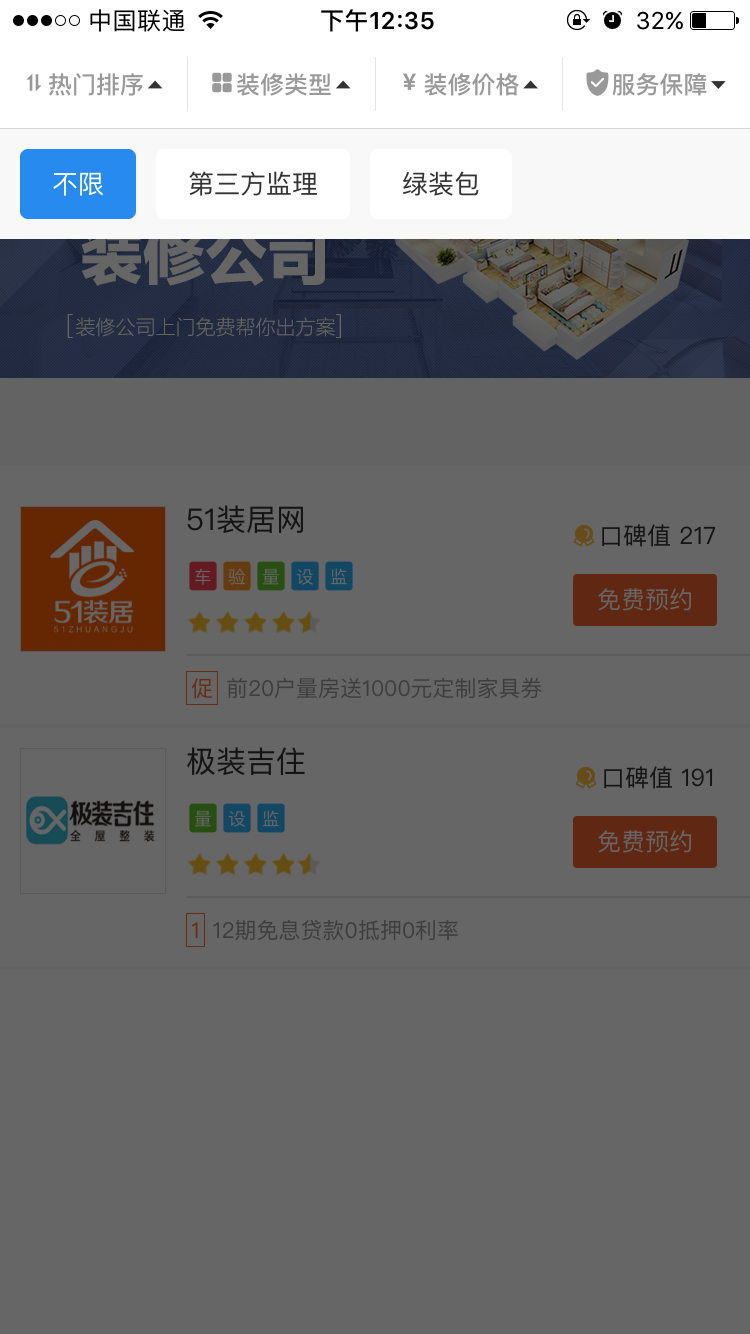 中国联通 下午12:35 32%
热门排序 装修类型 ¥ 装修价格 服务保障
不限 第三方监理 绿装包
装修公司
[装修公司上门免费帮你出方案]
51装居网
口碑值 217
车 验 量 设 监
免费预约
51装居
51ZHUANGJU
促 前20户量房送1000元定制家具券
极装吉住
口碑值 191
量 设 监
极装吉住
全屋整装
免费预约
1 12期免息贷款0抵押0利率